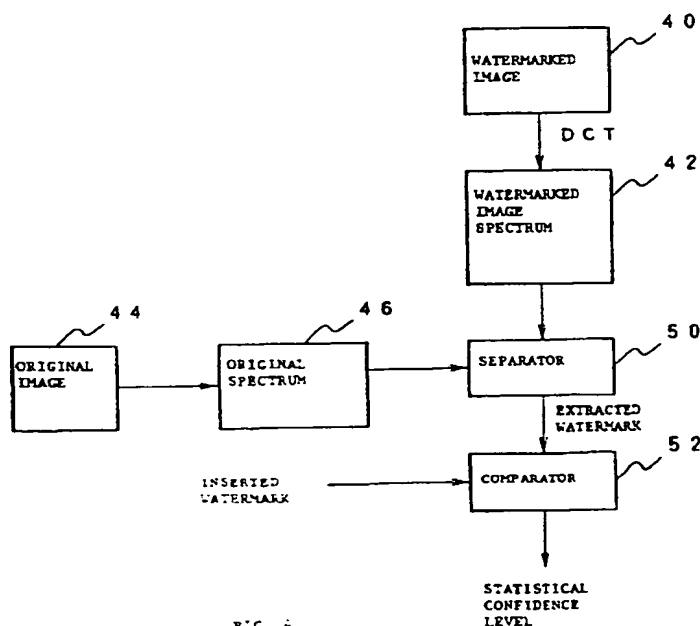 40
WATERMARKED
IMAGE
DCT
42
WATERMARKED
IMAGE
SPECTRUM
44
46
50
ORIGINAL
IMAGE
ORIGINAL
SPECTRUM
SEPARATOR
EXTRACTED
WATERMARK
52
INSERTED
WATERMARK
COMPARATOR
STATISTICAL
CONFIDENCE
LEVEL
FIG.